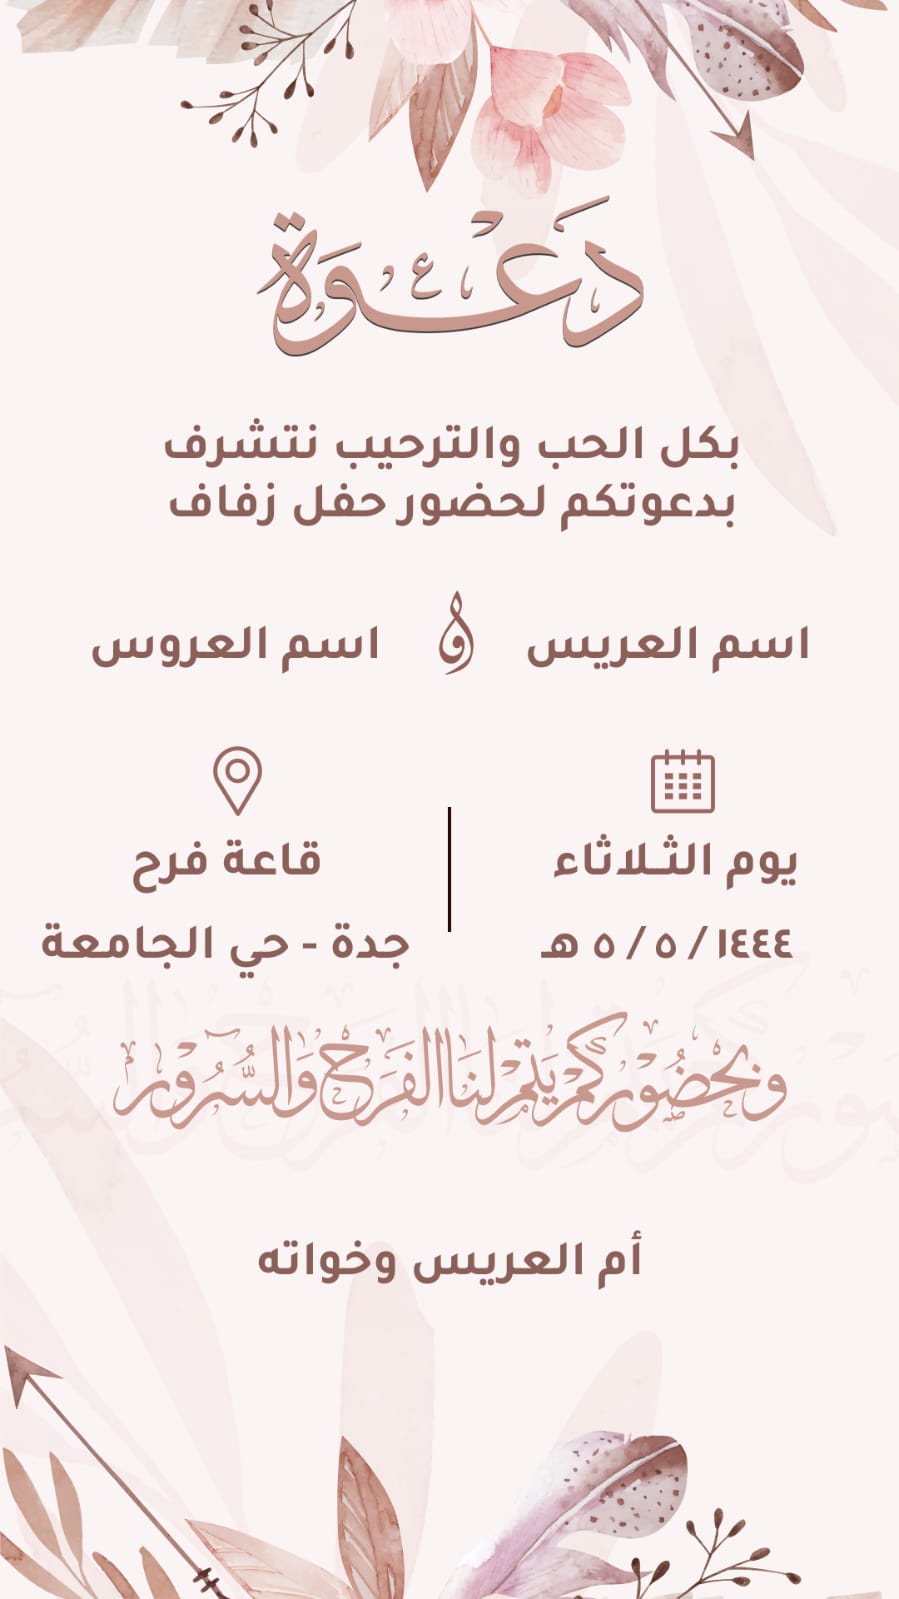 دَعْوَة
بكل الحب والترحيب نتشرف
بدعوتكم لحضور حفل زفاف
اسم العريس و اسم العروس
يوم الثلاثاء
١٤٤٤ / ٥ / ٥ هـ
قاعة فرح
جدة - حي الجامعة
وبحضوركم يتم لنا الفرح والسرور
أم العريس وخواته